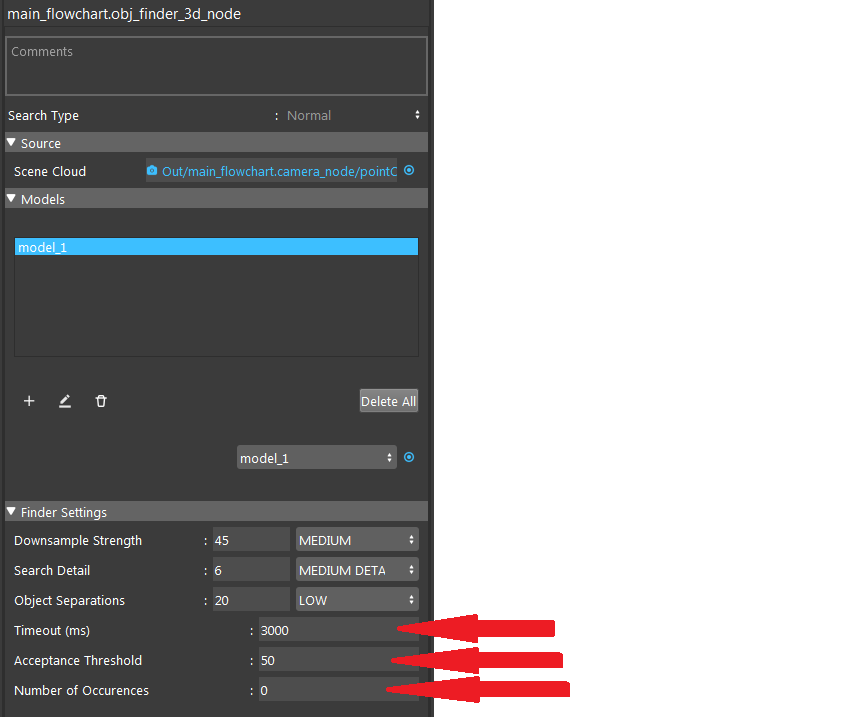 main_flowchart.obj_finder_3d_node
Comments
Search Type : Normal
Source
Scene Cloud Out/main_flowchart.camera_node/pointC
Models
model_1
Delete All
model_1
Finder Settings
Downsample Strength : 45 MEDIUM
Search Detail : 6 MEDIUM DETA
Object Separations : 20 LOW
Timeout (ms) : 3000
Acceptance Threshold : 50
Number of Occurences : 0